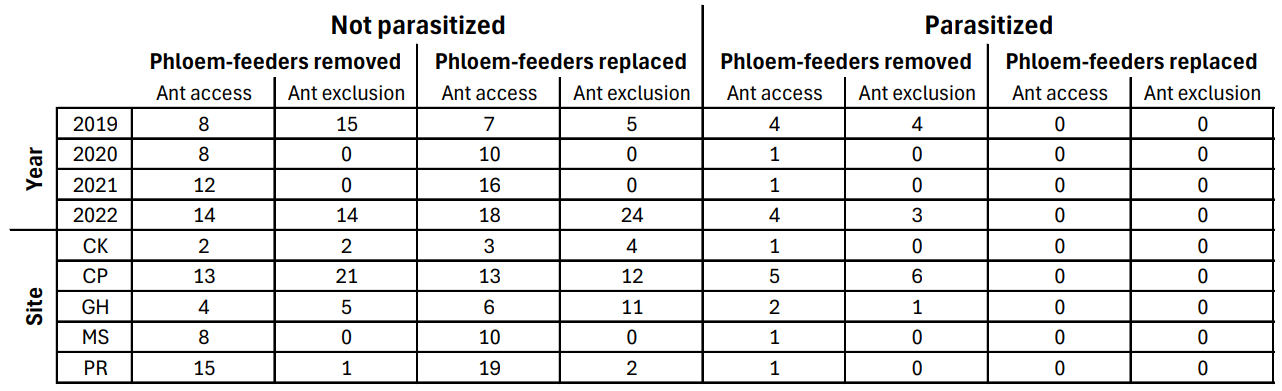 Not parasitized Parasitized
Phloem-feeders removed Phloem-feeders replaced Phloem-feeders removed Phloem-feeders replaced
Ant access Ant exclusion Ant access Ant exclusion Ant access Ant exclusion Ant access Ant exclusion
Year
2019 8 15 7 5 4 4 0 0
2020 8 0 10 0 1 0 0 0
2021 12 0 16 0 1 0 0 0
2022 14 14 18 24 4 3 0 0
Site
CK 2 2 3 4 1 0 0 0
CP 13 21 13 12 5 6 0 0
GH 4 5 6 11 2 1 0 0
MS 8 0 10 0 1 0 0 0
PR 15 1 19 2 1 0 0 0